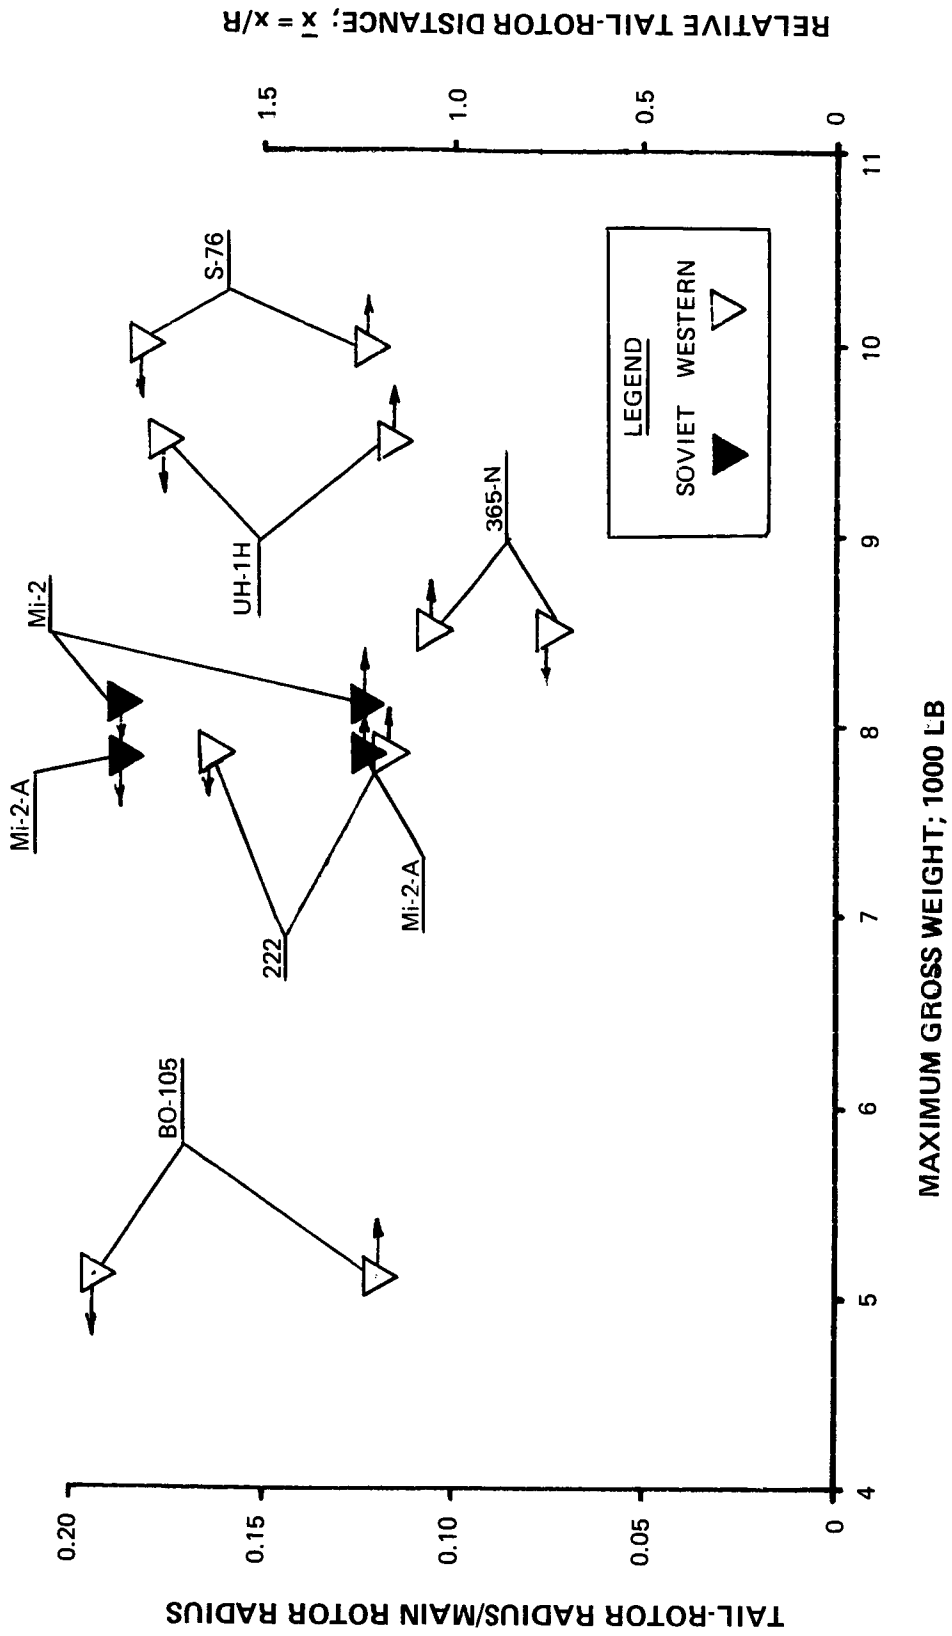 TAIL-ROTOR RADIUS/MAIN ROTOR RADIUS
0.20
0.15
0.10
0.05
0
RELATIVE TAIL-ROTOR DISTANCE; x̄ = x/R
1.5
1.0
0.5
0
Mi-2-A
Mi-2
BO-105
S-76
UH-1H
222
Mi-2-A
365-N
LEGEND
SOVIET WESTERN
4 5 6 7 8 9 10 11
MAXIMUM GROSS WEIGHT; 1000 LB